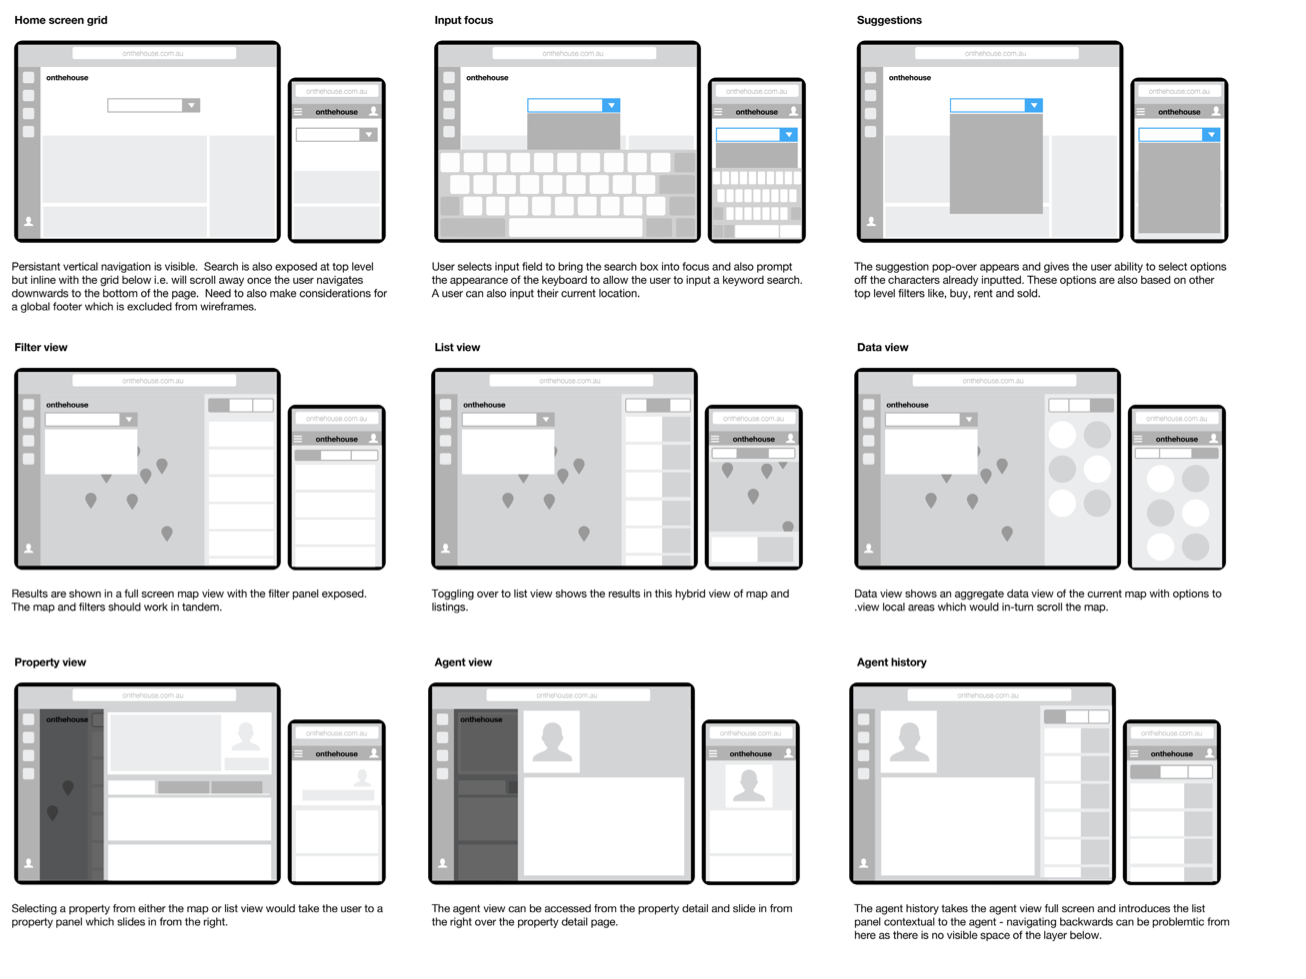 Home screen grid
onthehouse.com.au
onthehouse
onthehouse.com.au
onthehouse
Persistant vertical navigation is visible.  Search is also exposed at top level
but inline with the grid below i.e. will scroll away once the user navigates
downwards to the bottom of the page.  Need to also make considerations for
a global footer which is excluded from wireframes.
Input focus
onthehouse.com.au
onthehouse
onthehouse.com.au
onthehouse
User selects input field to bring the search box into focus and also prompt
the appearance of the keyboard to allow the user to input a keyword search.
A user can also input their current location.
Suggestions
onthehouse.com.au
onthehouse
onthehouse.com.au
onthehouse
The suggestion pop-over appears and gives the user ability to select options
off the characters already inputted. These options are also based on other
top level filters like, buy, rent and sold.
Filter view
onthehouse.com.au
onthehouse
onthehouse.com.au
onthehouse
Results are shown in a full screen map view with the filter panel exposed.
The map and filters should work in tandem.
List view
onthehouse.com.au
onthehouse
onthehouse.com.au
onthehouse
Toggling over to list view shows the results in this hybrid view of map and
listings.
Data view
onthehouse.com.au
onthehouse
onthehouse.com.au
onthehouse
Data view shows an aggregate data view of the current map with options to
.view local areas which would in-turn scroll the map.
Property view
onthehouse.com.au
onthehouse
onthehouse.com.au
onthehouse
Selecting a property from either the map or list view would take the user to a
property panel which slides in from the right.
Agent view
onthehouse.com.au
onthehouse
onthehouse.com.au
onthehouse
The agent view can be accessed from the property detail and slide in from
the right over the property detail page.
Agent history
onthehouse.com.au
onthehouse.com.au
onthehouse
The agent history takes the agent view full screen and introduces the list
panel contextual to the agent - navigating backwards can be problemtic from
here as there is no visible space of the layer below.